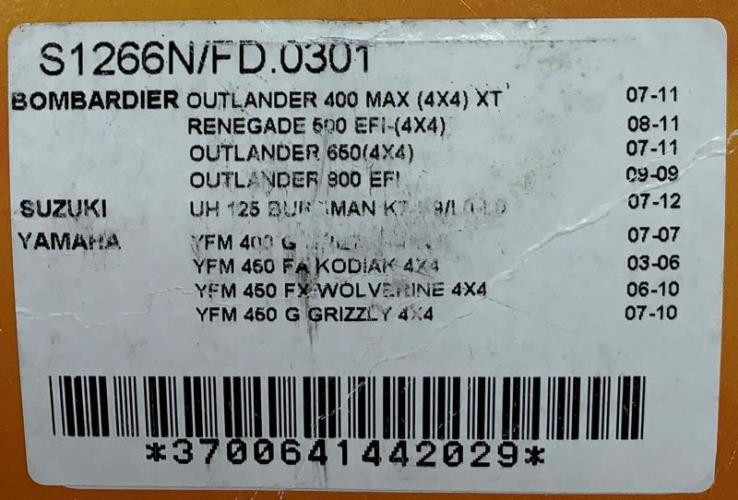 S1266N/FD.0301
BOMBARDIER OUTLANDER 400 MAX (4X4) XT 07-11
RENEGADE 500 EFI-(4X4) 08-11
OUTLANDER 650(4X4) 07-11
OUTLANDER 800 EFI 09-09
SUZUKI UH 125 BURGMAN 07-12
YAMAHA YFM 400 G 07-07
YFM 450 FA KODIAK 4X4 03-06
YFM 450 FX WOLVERINE 4X4 06-10
YFM 450 G GRIZZLY 4X4 07-10
*3700641442029*